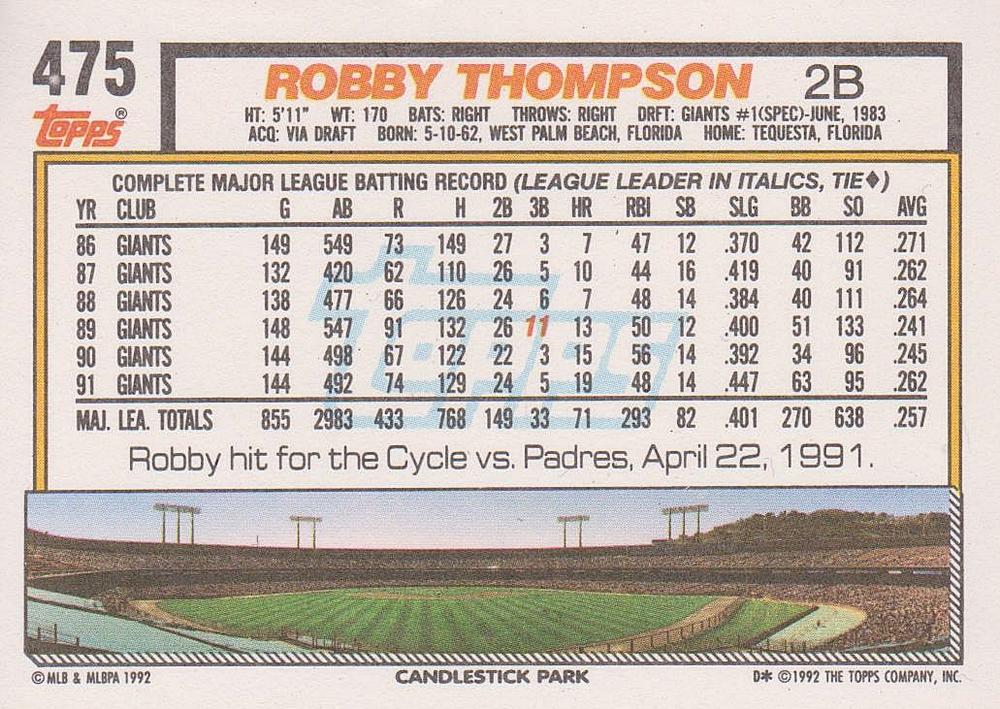 475
Topps®
ROBBY THOMPSON 2B
HT: 5'11" WT: 170 BATS: RIGHT THROWS: RIGHT DRFT: GIANTS #1(SPEC)-JUNE, 1983
ACQ: VIA DRAFT BORN: 5-10-62, WEST PALM BEACH, FLORIDA HOME: TEQUESTA, FLORIDA
COMPLETE MAJOR LEAGUE BATTING RECORD (LEAGUE LEADER IN ITALICS, TIE♦)
YR CLUB G AB R H 2B 3B HR RBI SB SLG BB SO AVG
86 GIANTS 149 549 73 149 27 3 7 47 12 .370 42 112 .271
87 GIANTS 132 420 62 110 26 5 10 44 16 .419 40 91 .262
88 GIANTS 138 477 66 126 24 6 7 48 14 .384 40 111 .264
89 GIANTS 148 547 91 132 26 11 13 50 12 .400 51 133 .241
90 GIANTS 144 498 67 122 22 3 15 56 14 .392 34 96 .245
91 GIANTS 144 492 74 129 24 5 19 48 14 .447 63 95 .262
MAJ. LEA. TOTALS 855 2983 433 768 149 33 71 293 82 .401 270 638 .257
Topps
Robby hit for the Cycle vs. Padres, April 22, 1991.
©MLB & MLBPA 1992 CANDLESTICK PARK D* ©1992 THE TOPPS COMPANY, INC.